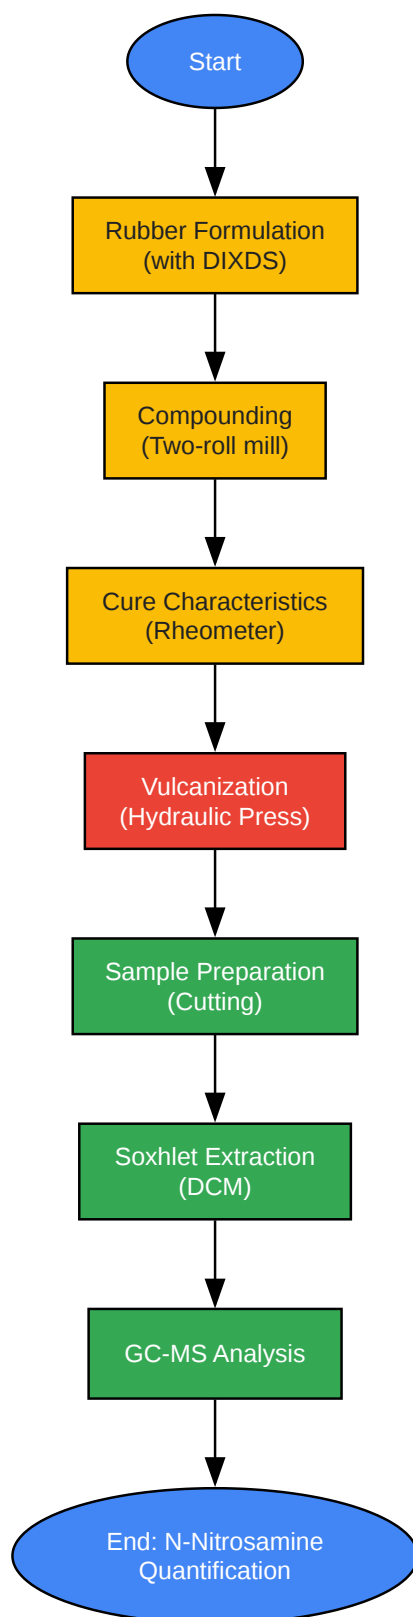 Start
Rubber Formulation
(with DIXDS)
Compounding
(Two-roll mill)
Cure Characteristics
(Rheometer)
Vulcanization
(Hydraulic Press)
Sample Preparation
(Cutting)
Soxhlet Extraction
(DCM)
GC-MS Analysis
End: N-Nitrosamine
Quantification